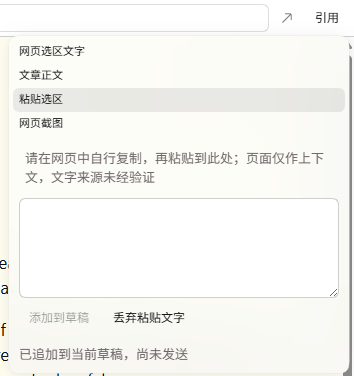 引用
网页选区文字
文章正文
粘贴选区
网页截图
请在网页中自行复制，再粘贴到此处；页面仅作上下
文，文字来源未经验证
添加到草稿 丢弃粘贴文字
已追加到当前草稿，尚未发送